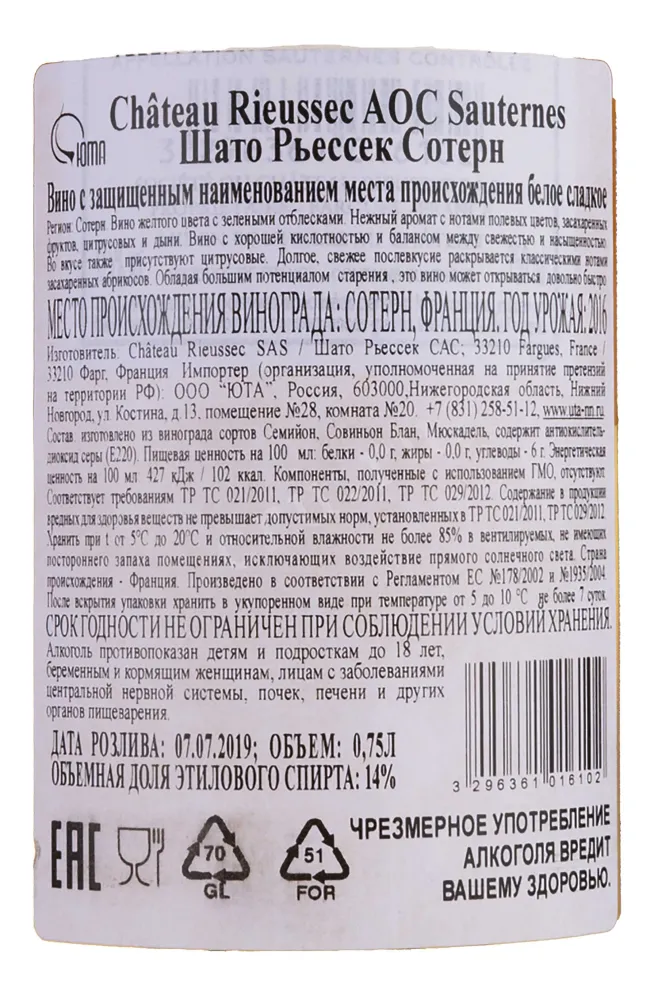 APPELLATION SAUTERNES CONTRÔLÉE
Château Rieussec AOC Sauternes
ЮТА
Шато Рьессек Сотерн
Вино с защищенным наименованием места происхождения белое сладкое
Регион: Сотерн. Вино желтого цвета с зелеными отблесками. Нежный аромат с нотами полевых цветов, засахаренных
фруктов, цитрусовых и дыни. Вино с хорошей кислотностью и балансом между свежестью и насыщенностью
Во вкусе также присутствуют цитрусовые. Долгое, свежее послевкусие раскрывается классическими нотами
засахаренных абрикосов. Обладая большим потенциалом старения , это вино может открываться довольно быстро
МЕСТО ПРОИСХОЖДЕНИЯ ВИНОГРАДА: СОТЕРН, ФРАНЦИЯ. ГОД УРОЖАЯ: 2016
Изготовитель: Château Rieussec SAS / Шато Рьессек САС; 33210 Fargues, France /
33210 Фарг, Франция Импортер (организация, уполномоченная на принятие претензий
на территории РФ): ООО "ЮТА", Россия, 603000,Нижегородская область, Нижний
Новгород, ул. Костина, д.13, помещение №28, комната №20. +7 (831) 258-51-12, www.uta-nn.ru.
Состав: изготовлено из винограда сортов Семийон, Совиньон Блан, Мюскадель, содержит антиокислитель-
диоксид серы (Е220). Пищевая ценность на 100 мл: белки - 0,0 г, жиры - 0,0 г, углеводы - 6 г. Энергетическая
ценность на 100 мл. 427 кДж / 102 ккал. Компоненты, полученные с использованием ГМО, отсутствуют.
Соответствует требованиям ТР ТС 021/2011, ТР ТС 022/2011, ТР ТС 029/2012. Содержание в продукции
вредных для здоровья веществ не превышает допустимых норм, установленных в ТР ТС 021/2011, ТР ТС 029/2012
Хранить при t от 5°С до 20°С и относительной влажности не более 85% в вентилируемых, не имеющих
постороннего запаха помещениях, исключающих воздействие прямого солнечного света. Страна
происхождения - Франция. Произведено в соответствии с Регламентом ЕС №178/2002 и №1935/2004.
После вскрытия упаковки хранить в укупоренном виде при температуре от 5 до 10 °С не более 7 суток.
СРОК ГОДНОСТИ НЕ ОГРАНИЧЕН ПРИ СОБЛЮДЕНИИ УСЛОВИЙ ХРАНЕНИЯ.
Алкоголь противопоказан детям и подросткам до 18 лет,
беременным и кормящим женщинам, лицам с заболеваниями
центральной нервной системы, почек, печени и других
органов пищеварения.
ДАТА РОЗЛИВА: 07.07.2019; ОБЪЕМ: 0,75Л
ОБЪЕМНАЯ ДОЛЯ ЭТИЛОВОГО СПИРТА: 14%
3 296361 016102
EAC
70
GL
51
FOR
ЧРЕЗМЕРНОЕ УПОТРЕБЛЕНИЕ
АЛКОГОЛЯ ВРЕДИТ
ВАШЕМУ ЗДОРОВЬЮ.